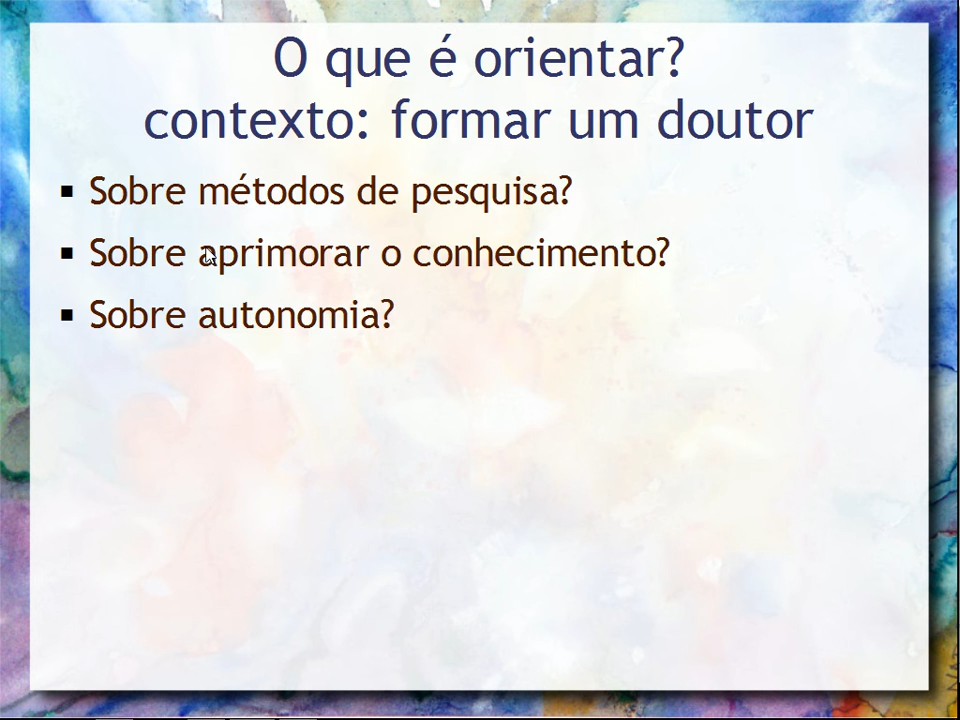 O que é orientar?
contexto: formar um doutor
▪ Sobre métodos de pesquisa?
▪ Sobre aprimorar o conhecimento?
▪ Sobre autonomia?